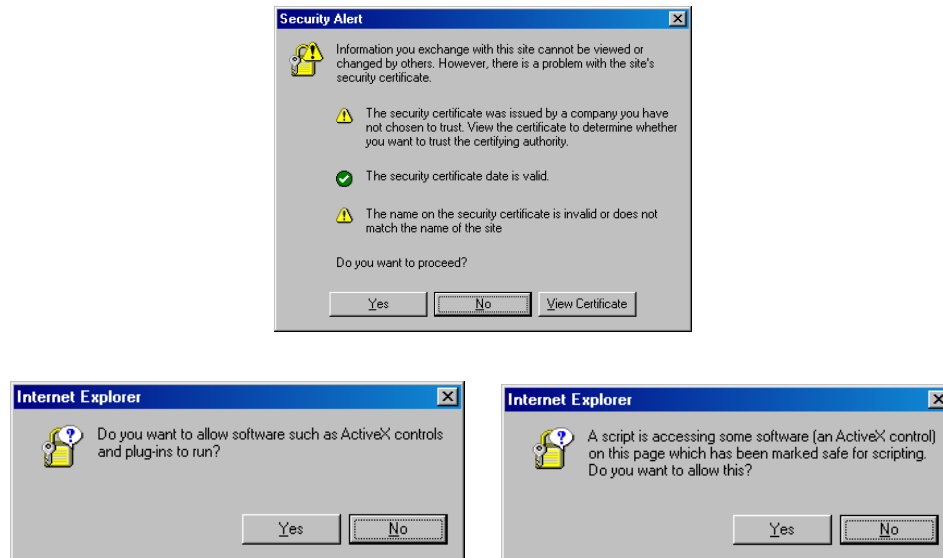 Security Alert
Information you exchange with this site cannot be viewed or
changed by others. However, there is a problem with the site's
security certificate.
The security certificate was issued by a company you have
not chosen to trust. View the certificate to determine whether
you want to trust the certifying authority.
The security certificate date is valid.
The name on the security certificate is invalid or does not
match the name of the site
Do you want to proceed?
Yes No View Certificate
Internet Explorer
Do you want to allow software such as ActiveX controls
and plug-ins to run?
Yes No
Internet Explorer
A script is accessing some software (an ActiveX control)
on this page which has been marked safe for scripting.
Do you want to allow this?
Yes No